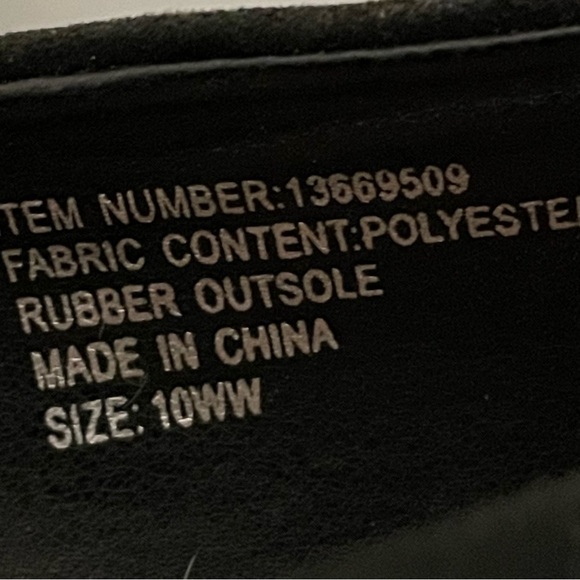 TEM NUMBER:13669509
FABRIC CONTENT:POLYESTE
RUBBER OUTSOLE
MADE IN CHINA
SIZE: 10WW